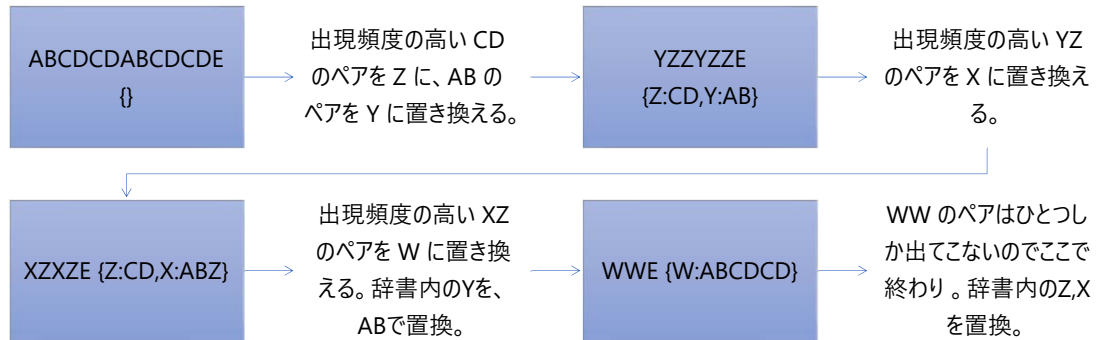 ABCDCDABCDCDE
{}
出現頻度の高い CD
のペアを Z に、AB の
ペアを Y に置き換える。
YZZYZZE
{Z:CD,Y:AB}
出現頻度の高い YZ
のペアを X に置き換え
る。
XZXZE {Z:CD,X:ABZ}
出現頻度の高い XZ
のペアを W に置き換
える。辞書内のYを、
ABで置換。
WWE {W:ABCDCD}
WW のペアはひとつし
か出てこないのでここで
終わり 。辞書内のZ,X
を置換。